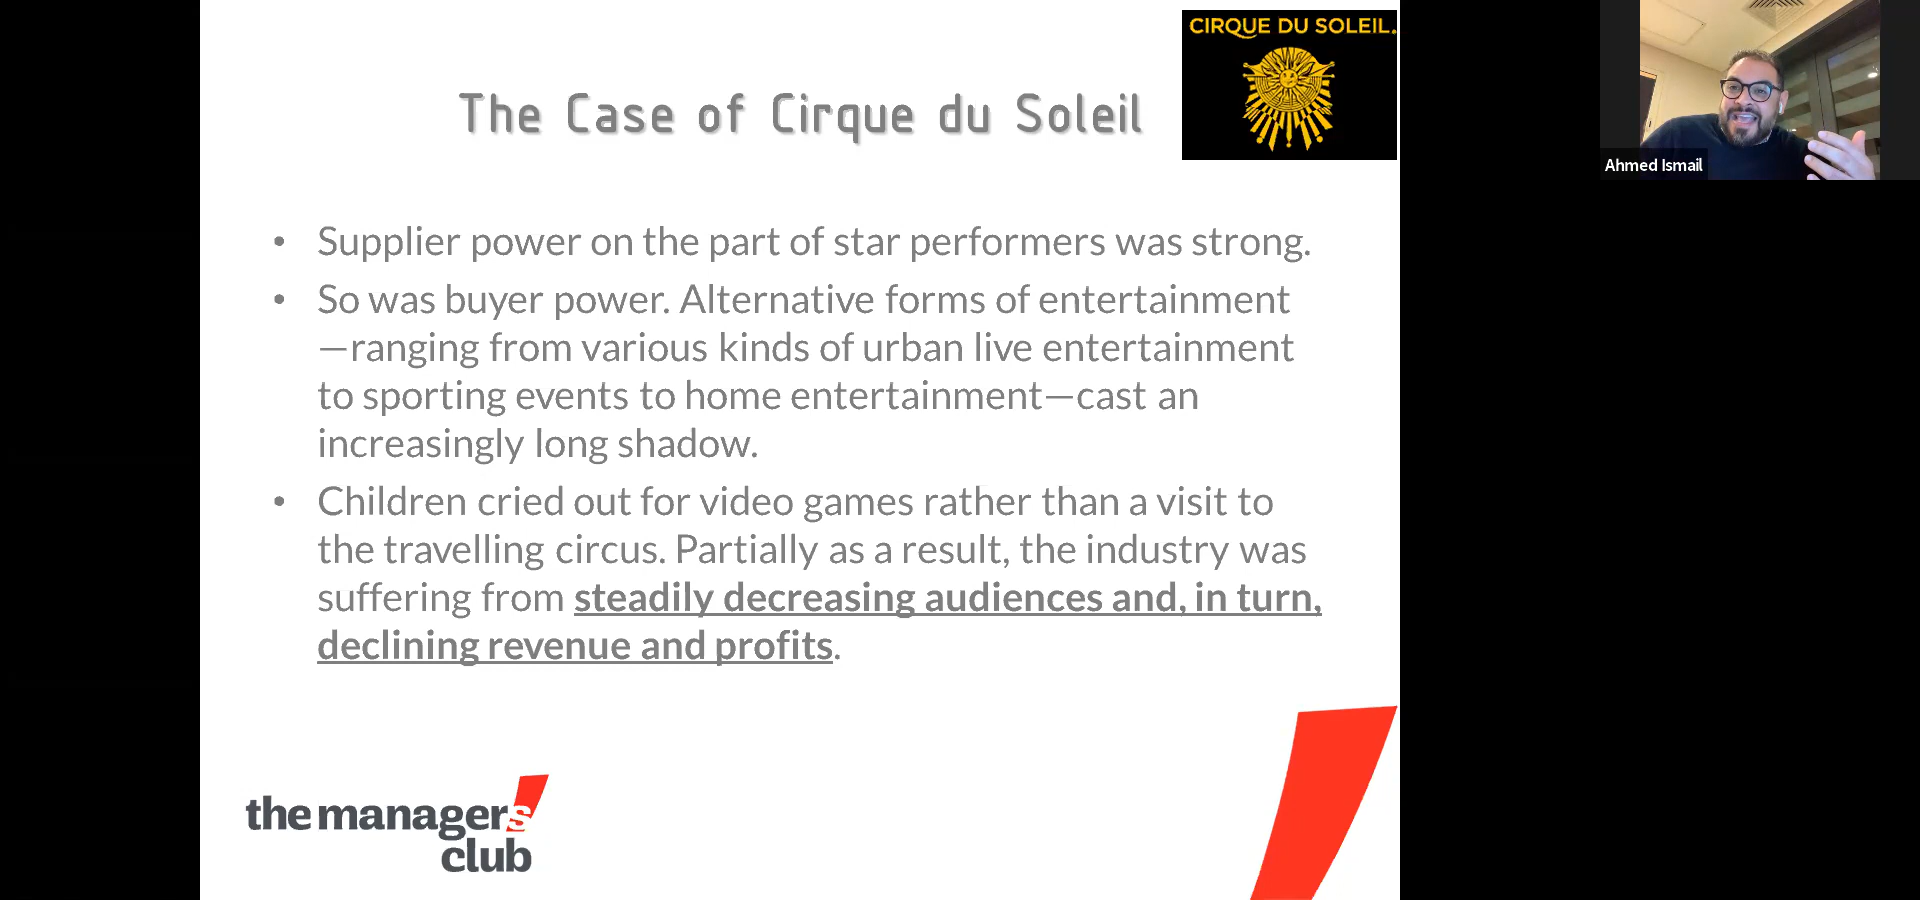 CIRQUE DU SOLEIL.
The Case of Cirque du Soleil
Ahmed Ismail
• Supplier power on the part of star performers was strong.
• So was buyer power. Alternative forms of entertainment
—ranging from various kinds of urban live entertainment
to sporting events to home entertainment—cast an
increasingly long shadow.
• Children cried out for video games rather than a visit to
the travelling circus. Partially as a result, the industry was
suffering from steadily decreasing audiences and, in turn,
declining revenue and profits.
the managers
club